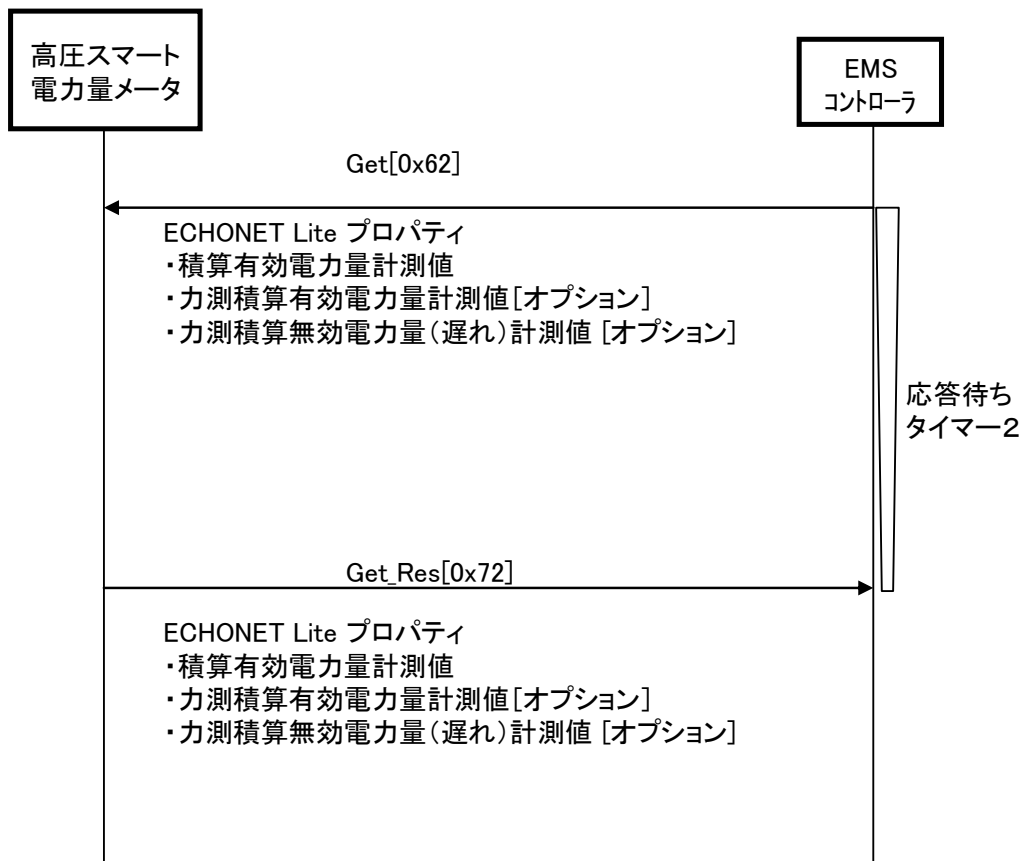 高圧スマート
電力量メータ
EMS
コントローラ
Get[0x62]
ECHONET Lite プロパティ
・積算有効電力量計測値
・力測積算有効電力量計測値[オプション]
・力測積算無効電力量(遅れ)計測値 [オプション]
応答待ち
タイマー2
Get_Res[0x72]
ECHONET Lite プロパティ
・積算有効電力量計測値
・力測積算有効電力量計測値[オプション]
・力測積算無効電力量(遅れ)計測値 [オプション]